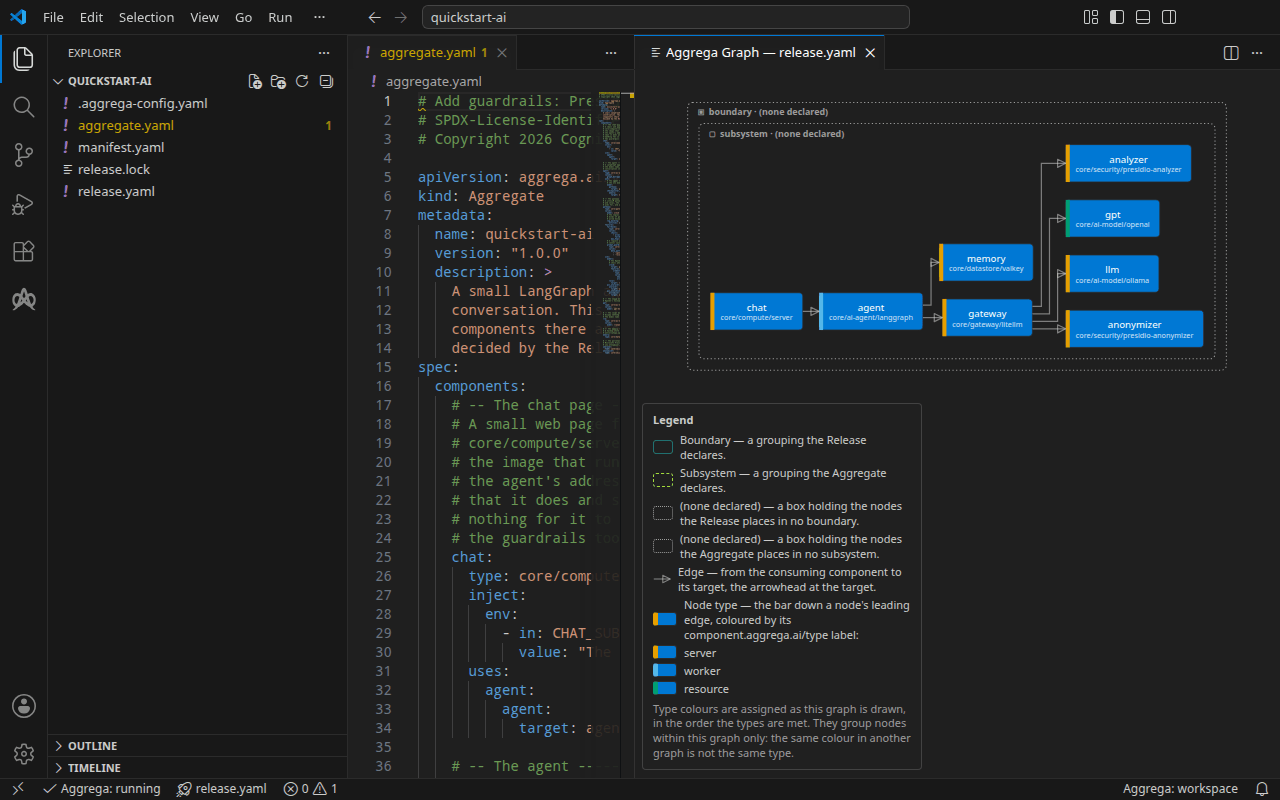 File Edit Selection View Go Run ···
quickstart-ai
EXPLORER
QUICKSTART-AI
.aggrega-config.yaml
aggregate.yaml 1
manifest.yaml
release.lock
release.yaml
OUTLINE
TIMELINE
aggregate.yaml 1
aggregate.yaml
1 # Add guardrails: Pre
2 # SPDX-License-Identi
3 # Copyright 2026 Cogn
4
5 apiVersion: aggrega.a
6 kind: Aggregate
7 metadata:
8 name: quickstart-ai
9 version: "1.0.0"
10 description: >
11 A small LangGraph
12 conversation. Thi
13 components there a
14 decided by the Re
15 spec:
16 components:
17 # -- The chat page -
18 # A small web page f
19 # core/compute/serve
20 # the image that run
21 # the agent's addres
22 # that it does and s
23 # nothing for it to
24 # the guardrails too
25 chat:
26 type: core/compute
27 inject:
28 env:
29 - in: CHAT_SUB
30 value: "The
31 uses:
32 agent:
33 agent:
34 target: agen
35
36 # -- The agent --
Aggrega Graph — release.yaml
boundary · (none declared)
subsystem · (none declared)
analyzer
core/security/presidio-analyzer
gpt
core/ai-model/openai
memory
core/datastore/valkey
llm
core/ai-model/ollama
chat
core/compute/server
agent
core/ai-agent/langgraph
gateway
core/gateway/litellm
anonymizer
core/security/presidio-anonymizer
Legend
Boundary — a grouping the Release
declares.
Subsystem — a grouping the Aggregate
declares.
(none declared) — a box holding the nodes
the Release places in no boundary.
(none declared) — a box holding the nodes
the Aggregate places in no subsystem.
Edge — from the consuming component to
its target, the arrowhead at the target.
Node type — the bar down a node's leading
edge, coloured by its
component.aggrega.ai/type label:
server
worker
resource
Type colours are assigned as this graph is drawn,
in the order the types are met. They group nodes
within this graph only: the same colour in another
graph is not the same type.
Aggrega: running release.yaml 0 1 Aggrega: workspace